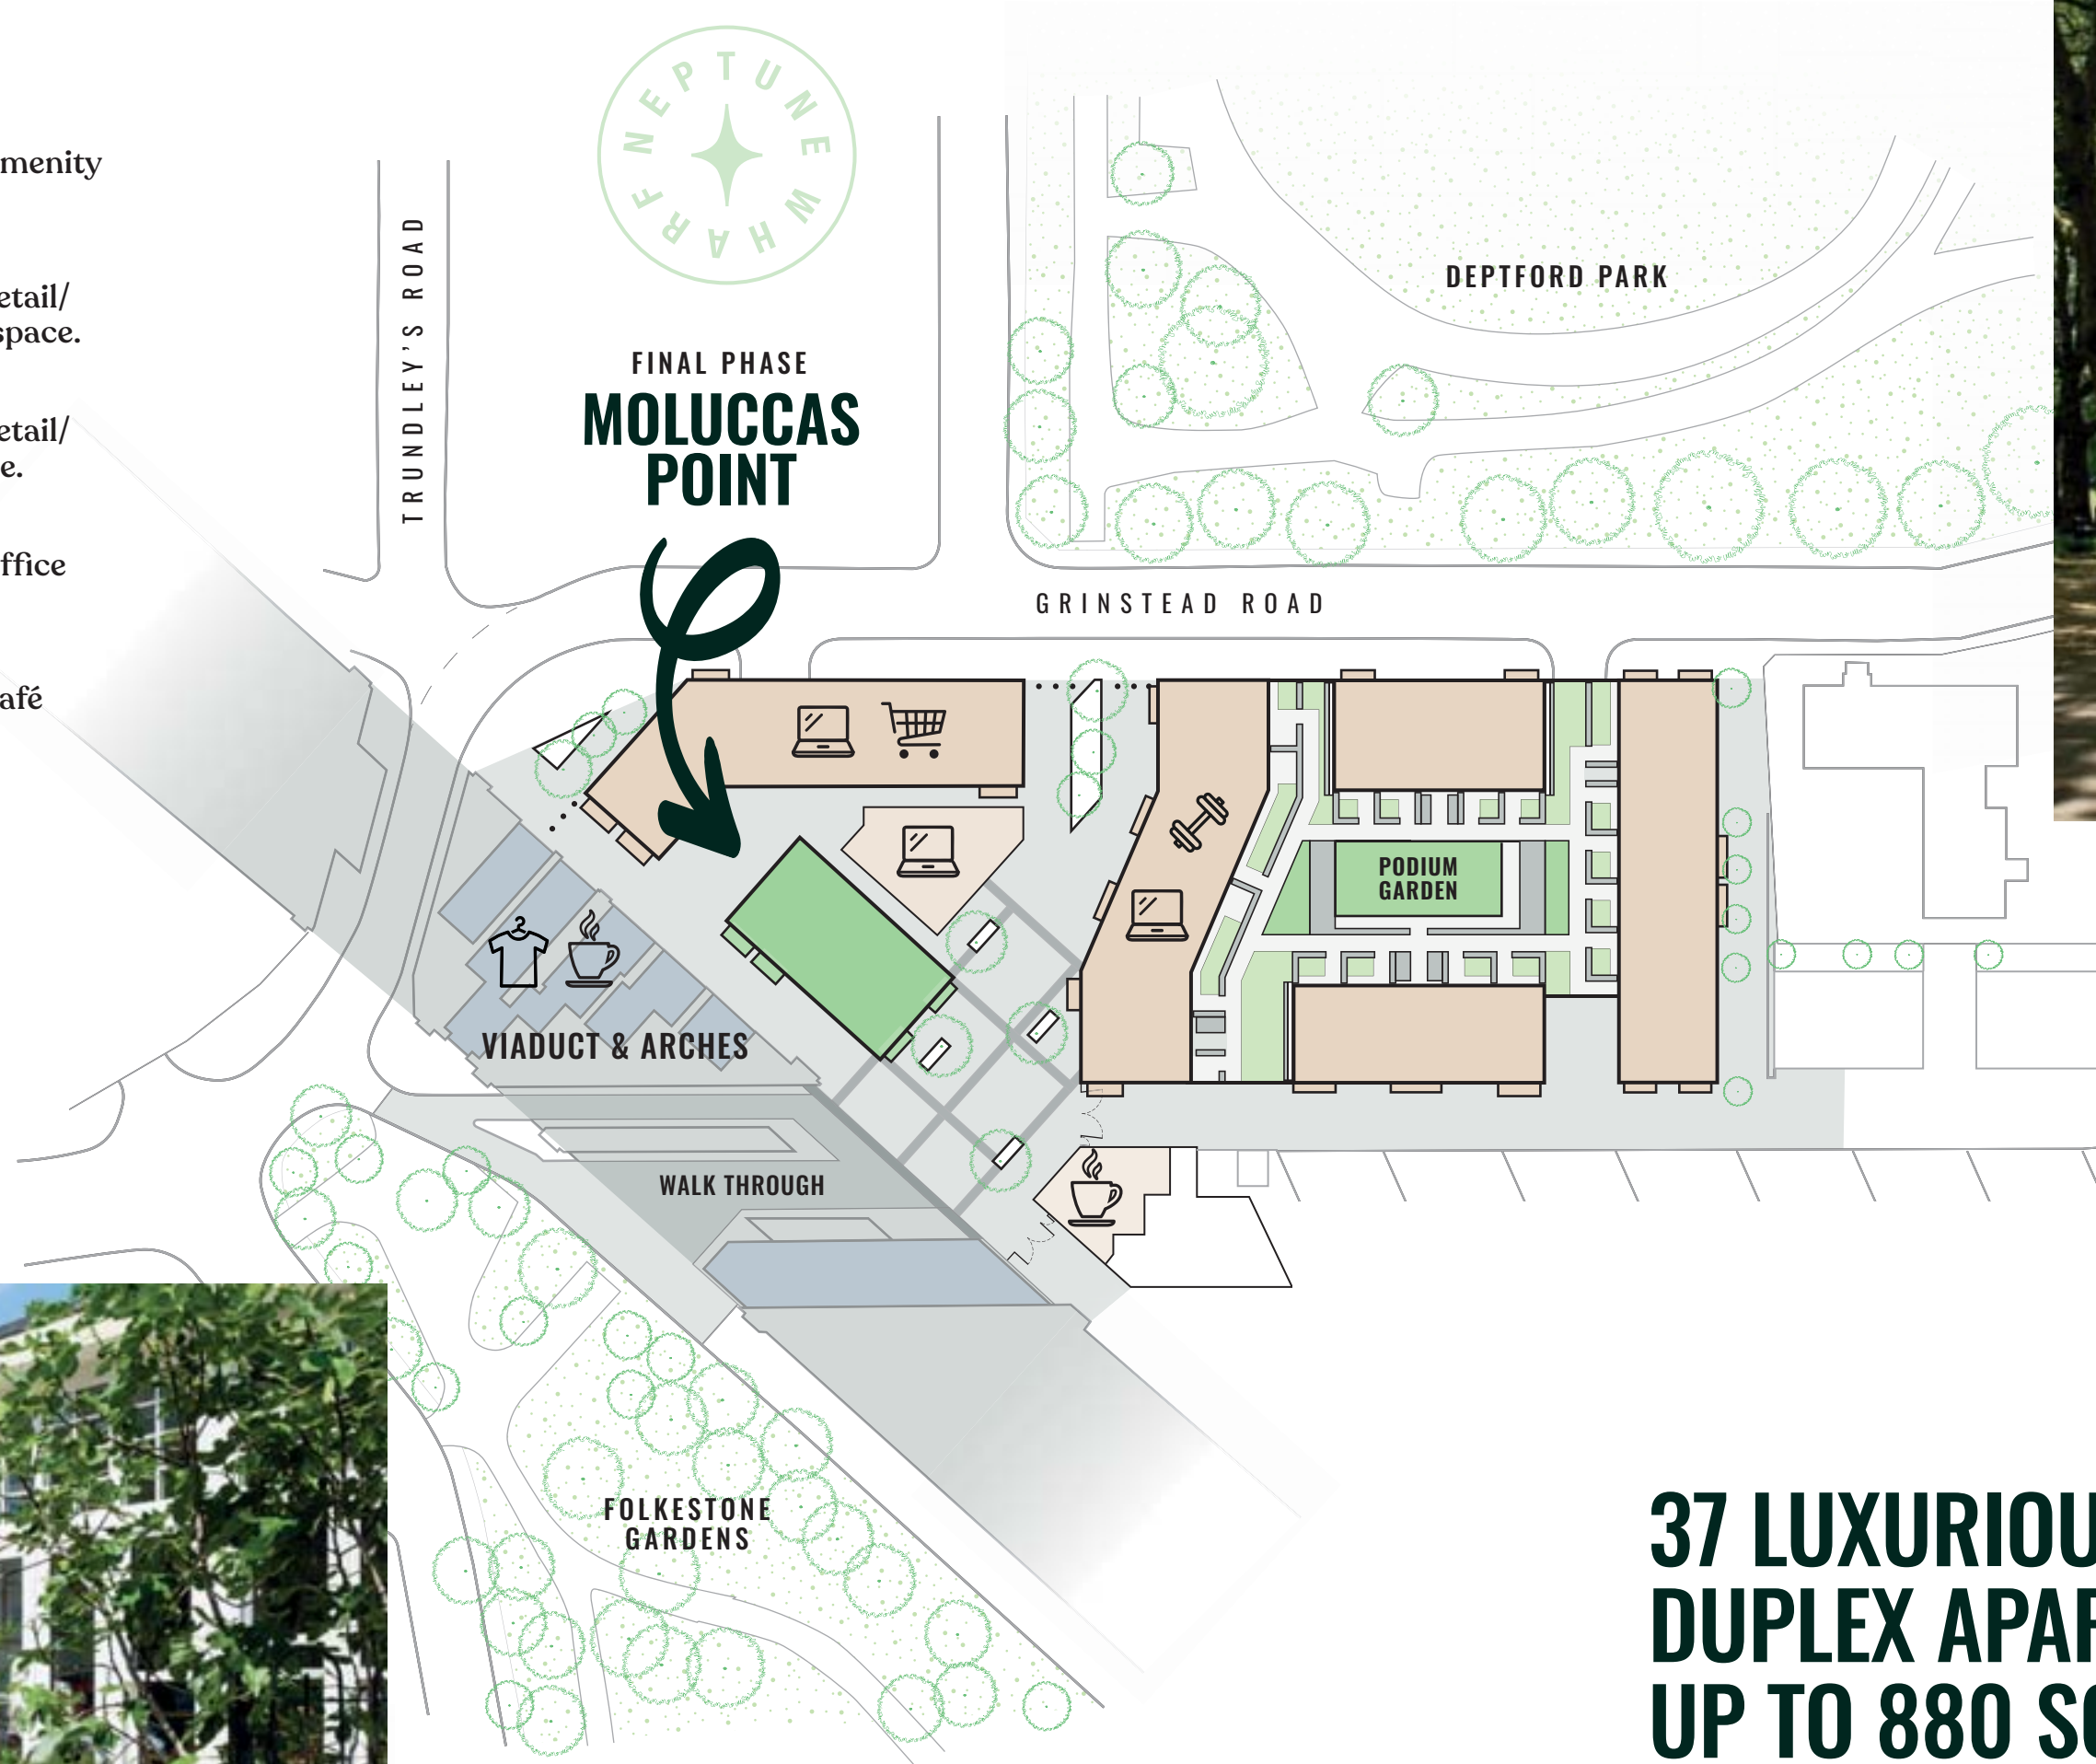 menity
etail/
space.
etail/
e.
ffice
afé
NEPTUNE WHARF
TRUNDLEY'S ROAD
FINAL PHASE
MOLUCCAS
POINT
DEPTFORD PARK
GRINSTEAD ROAD
PODIUM
GARDEN
VIADUCT & ARCHES
WALK THROUGH
FOLKESTONE
GARDENS
37 LUXURIOU
DUPLEX APAR
UP TO 880 SQ